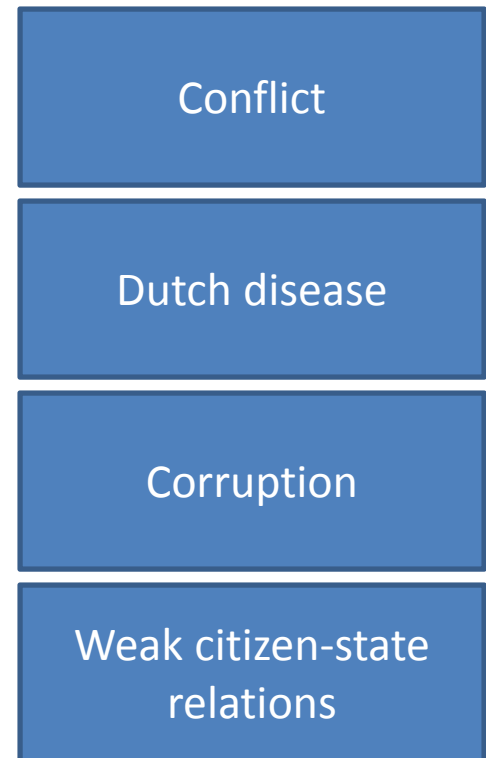 Conflict
Dutch disease
Corruption
Weak citizen-state
relations